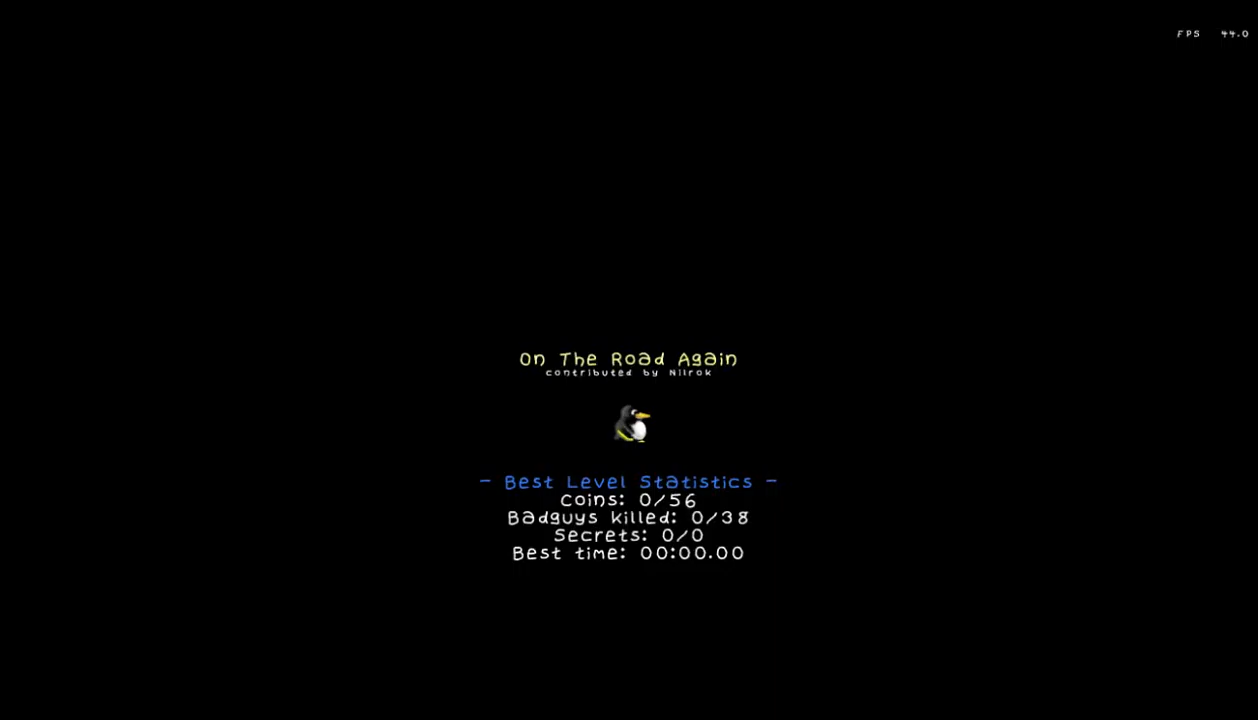 FPS 44.0
On The Road Again
contributed by Nilrok
- Best Level Statistics -
Coins: 0/56
Badguys killed: 0/38
Secrets: 0/0
Best time: 00:00.00